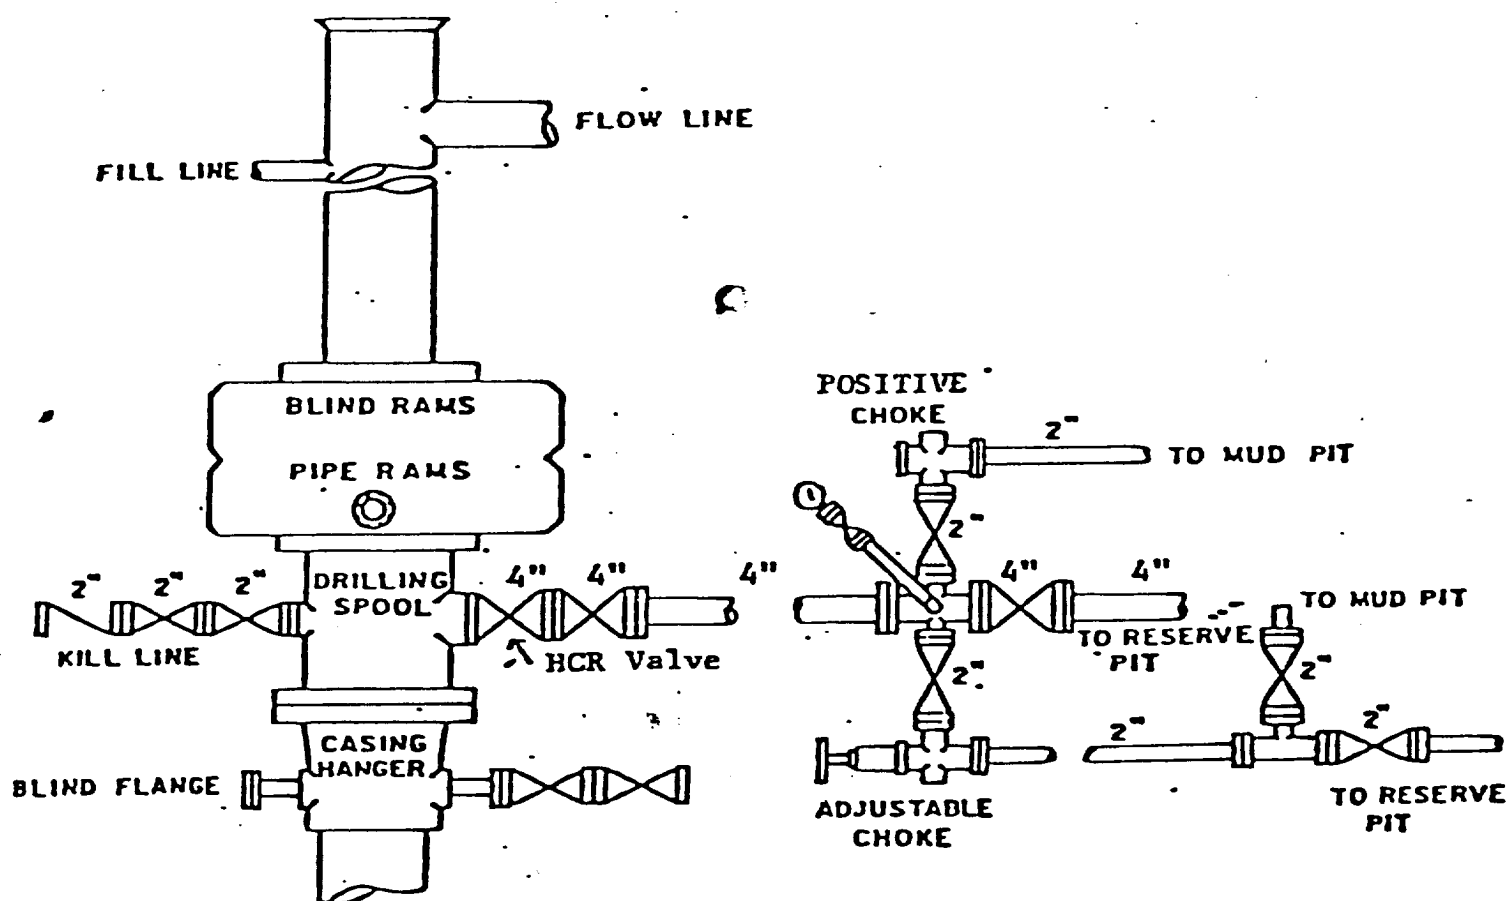 FLOW LINE
FILL LINE
BLIND RAMS
PIPE RAMS
DRILLING
SPOOL
2"
2"
2"
KILL LINE
4"
4"
4"
HCR Valve
CASING
HANGER
BLIND FLANGE
POSITIVE
CHOKE
2"
TO MUD PIT
2"
4"
4"
TO RESERVE
PIT
2"
ADJUSTABLE
CHOKE
TO MUD PIT
2"
2"
2"
TO RESERVE
PIT